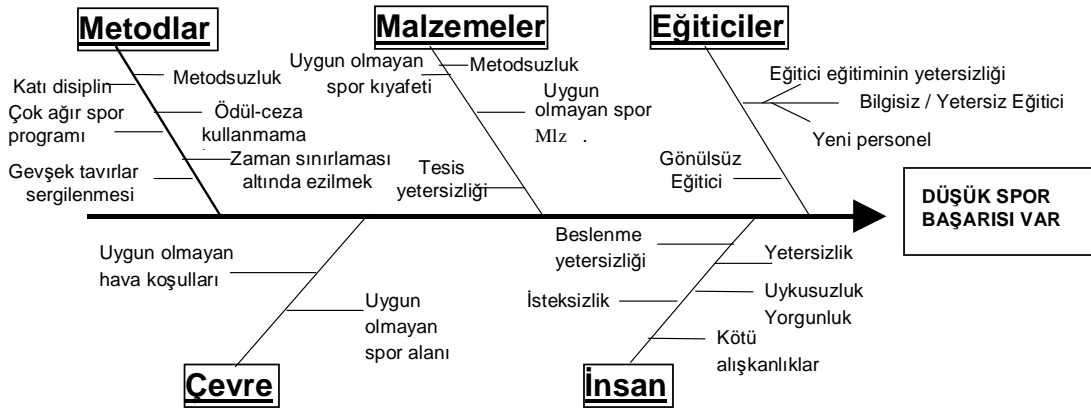 Metodlar
Malzemeler
Eğiticiler
Metodsuzluk
Katı disiplin
Çok ağır spor
programı
Ödül-ceza
kullanmama
Gevşek tavırlar
sergilenmesi
Zaman sınırlaması
altında ezilmek
Uygun olmayan
spor kıyafeti
Metodsuzluk
Uygun
olmayan spor
Mlz .
Tesis
yetersizliği
Eğitici eğitiminin yetersizliği
Bilgisiz / Yetersiz Eğitici
Yeni personel
Gönülsüz
Eğitici
DÜŞÜK SPOR
BAŞARISI VAR
Uygun olmayan
hava koşulları
Uygun
olmayan
spor alanı
Beslenme
yetersizliği
Yetersizlik
İsteksizlik
Uykusuzluk
Yorgunluk
Kötü
alışkanlıklar
Çevre
İnsan